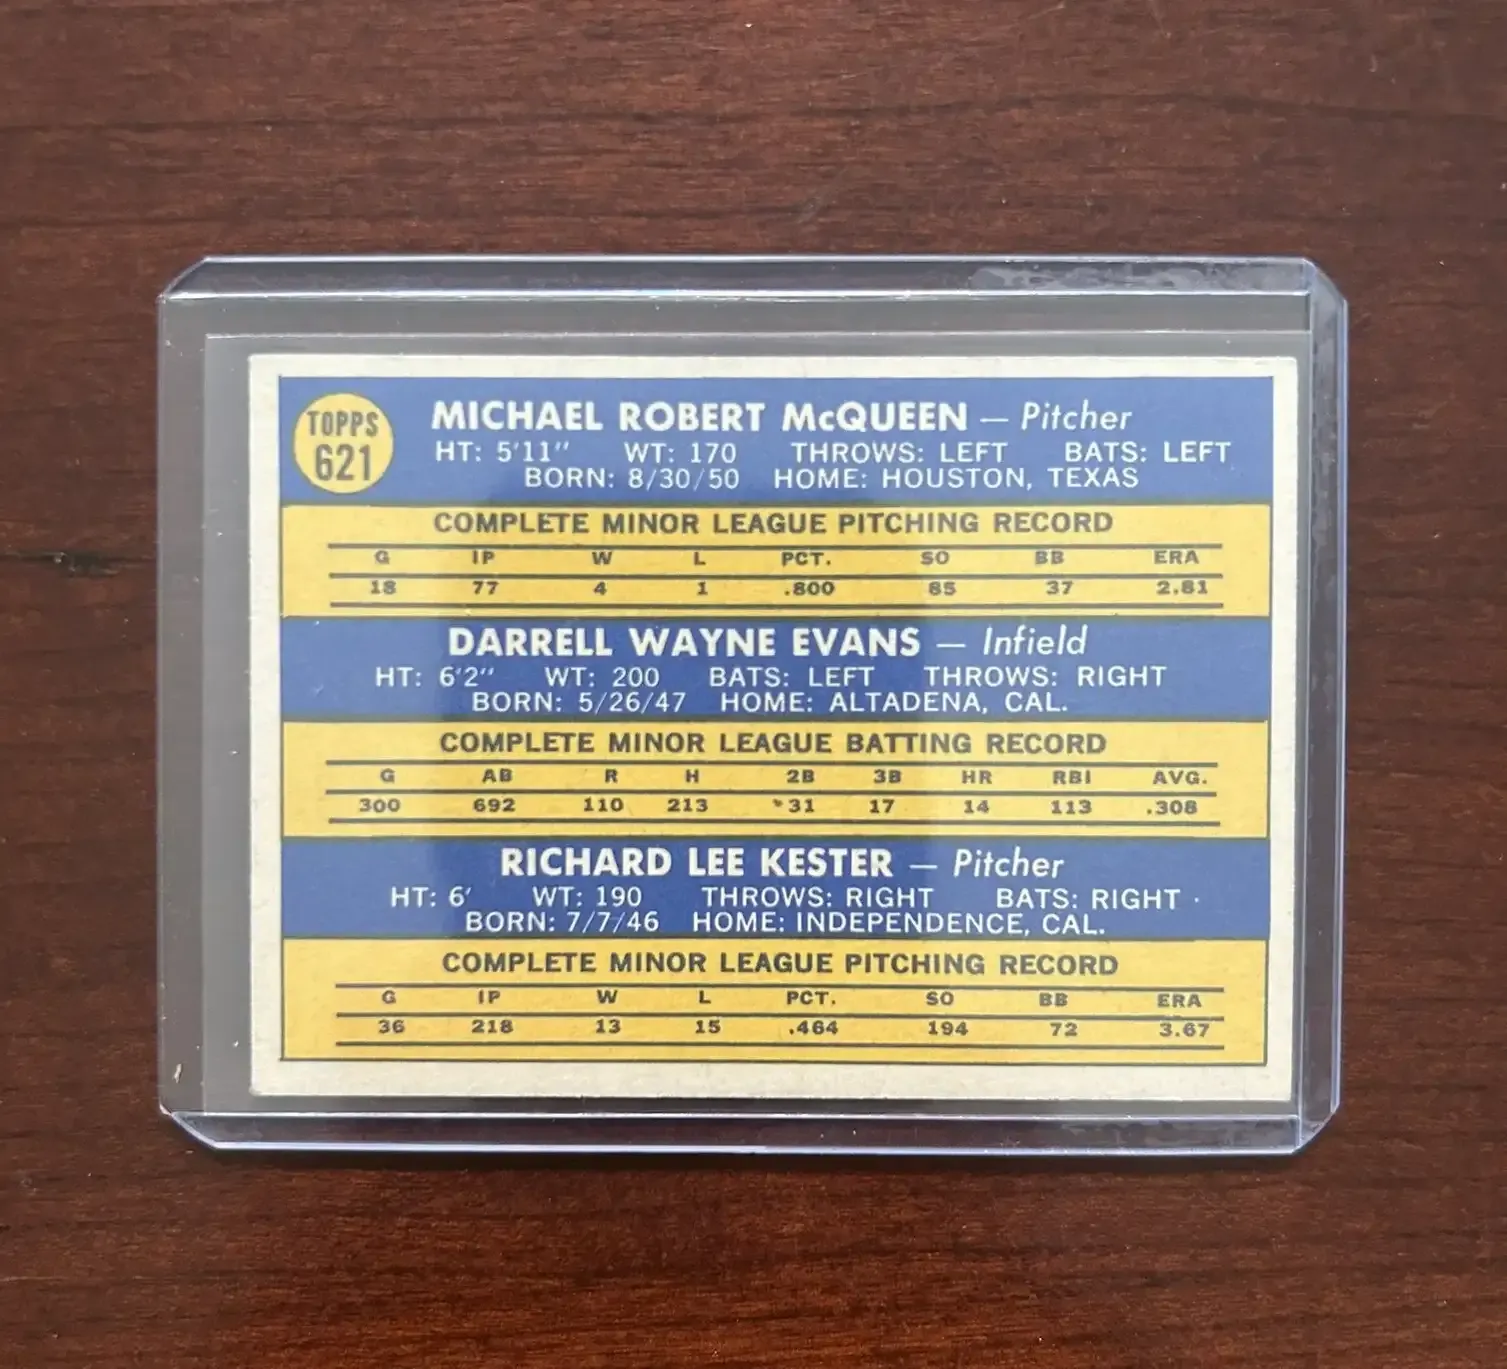 TOPPS
621
MICHAEL ROBERT McQUEEN — Pitcher
HT: 5'11" WT: 170 THROWS: LEFT BATS: LEFT
BORN: 8/30/50 HOME: HOUSTON, TEXAS
COMPLETE MINOR LEAGUE PITCHING RECORD
G IP W L PCT. SO BB ERA
18 77 4 1 .800 85 37 2.81
DARRELL WAYNE EVANS — Infield
HT: 6'2" WT: 200 BATS: LEFT THROWS: RIGHT
BORN: 5/26/47 HOME: ALTADENA, CAL.
COMPLETE MINOR LEAGUE BATTING RECORD
G AB R H 2B 3B HR RBI AVG.
300 692 110 213 31 17 14 113 .308
RICHARD LEE KESTER — Pitcher
HT: 6' WT: 190 THROWS: RIGHT BATS: RIGHT
BORN: 7/7/46 HOME: INDEPENDENCE, CAL.
COMPLETE MINOR LEAGUE PITCHING RECORD
G IP W L PCT. SO BB ERA
36 218 13 15 .464 194 72 3.67